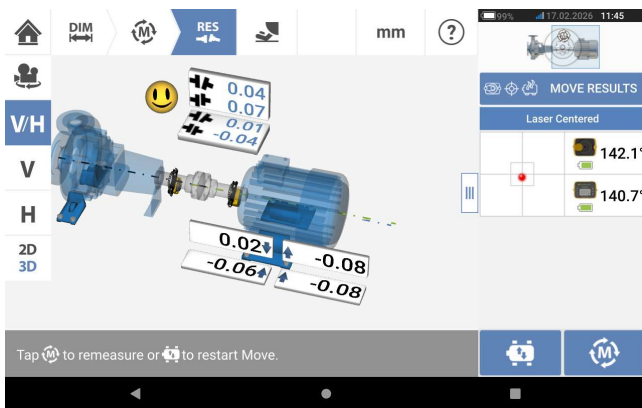 99% 17.02.2026 11:45
DIM
M
RES
mm
?
V/H
V
H
2D
3D
0.04
0.07
0.01
-0.04
0.02
-0.08
-0.06
-0.08
MOVE RESULTS
Laser Centered
142.1°
140.7°
Tap M to remeasure or to restart Move.
M